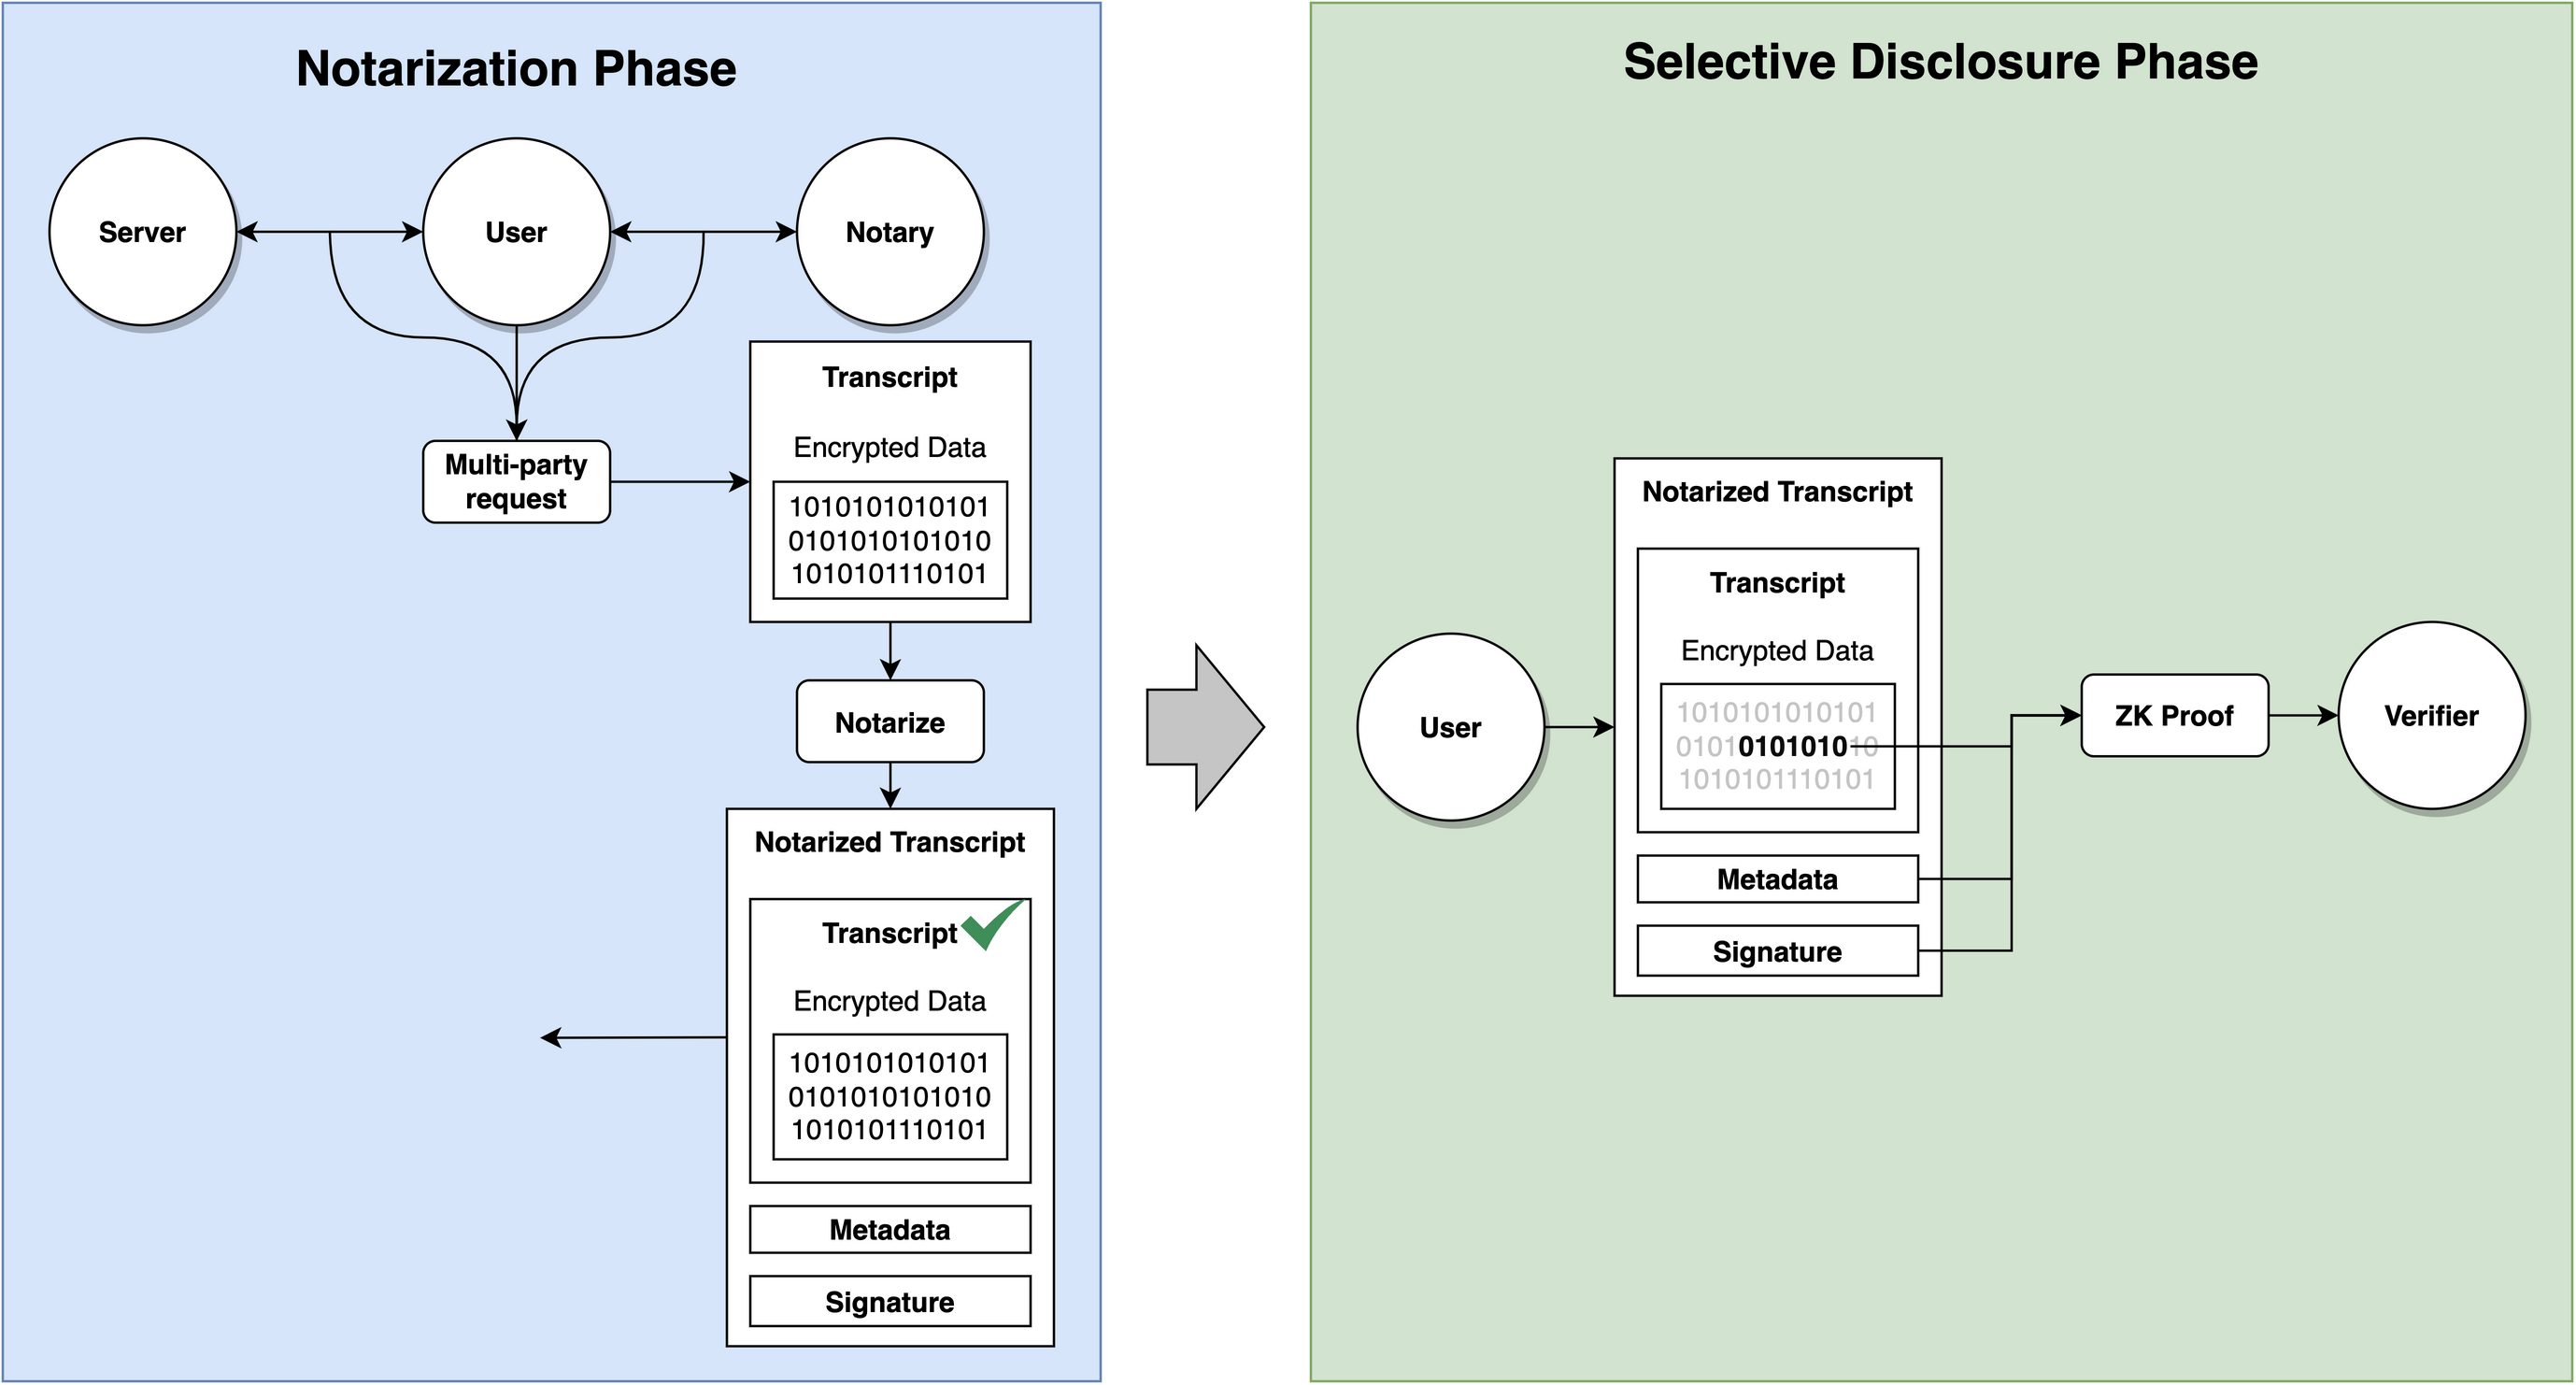 Notarization Phase
Server
User
Notary
Multi-party
request
Transcript
Encrypted Data
1010101010101
0101010101010
1010101110101
Notarize
Notarized Transcript
Transcript
Encrypted Data
1010101010101
0101010101010
1010101110101
Metadata
Signature
Selective Disclosure Phase
User
Notarized Transcript
Transcript
Encrypted Data
1010101010101
0101010101010
1010101110101
Metadata
Signature
ZK Proof
Verifier